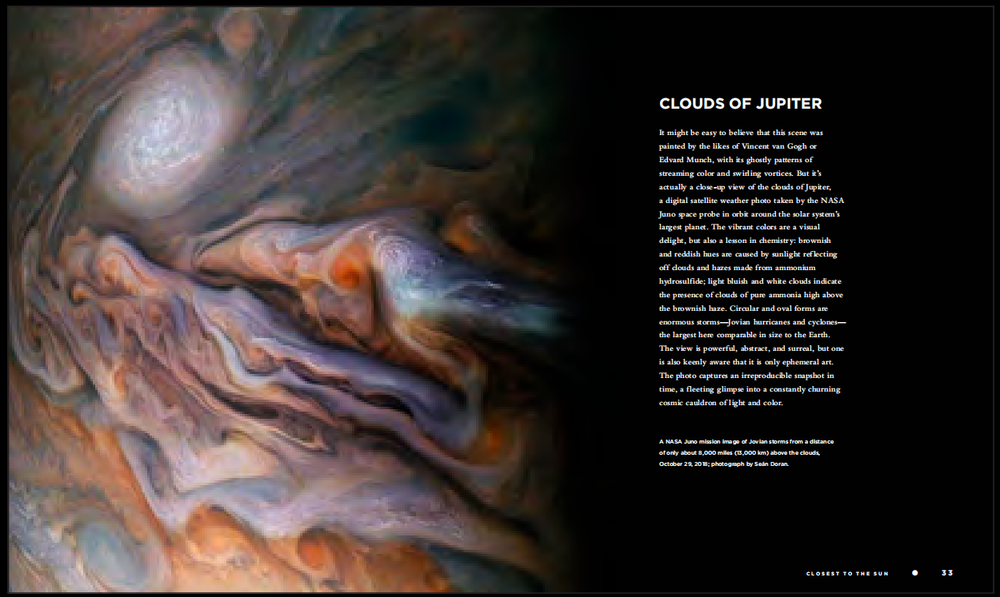 CLOUDS OF JUPITER
It might be easy to believe that this scene was
painted by the likes of Vincent van Gogh or
Edvard Munch, with its ghostly patterns of
streaming color and swirling vortices. But it's
actually a close-up view of the clouds of Jupiter,
a digital satellite weather photo taken by the NASA
Juno space probe in orbit around the solar system's
largest planet. The vibrant colors are a visual
delight, but also a lesson in chemistry: brownish
and reddish hues are caused by sunlight reflecting
off clouds and hazes made from ammonium
hydrosulfide; light bluish and white clouds indicate
the presence of clouds of pure ammonia high above
the brownish haze. Circular and oval forms are
enormous storms—Jovian hurricanes and cyclones—
the largest here comparable in size to the Earth.
The view is powerful, abstract, and surreal, but one
is also keenly aware that it is only ephemeral art.
The photo captures an irreproducible snapshot in
time, a fleeting glimpse into a constantly churning
cosmic cauldron of light and color.
A NASA Juno mission image of Jovian storms from a distance
of only about 8,000 miles (13,000 km) above the clouds,
October 29, 2018; photograph by Seán Doran.
CLOSEST TO THE SUN ● 33